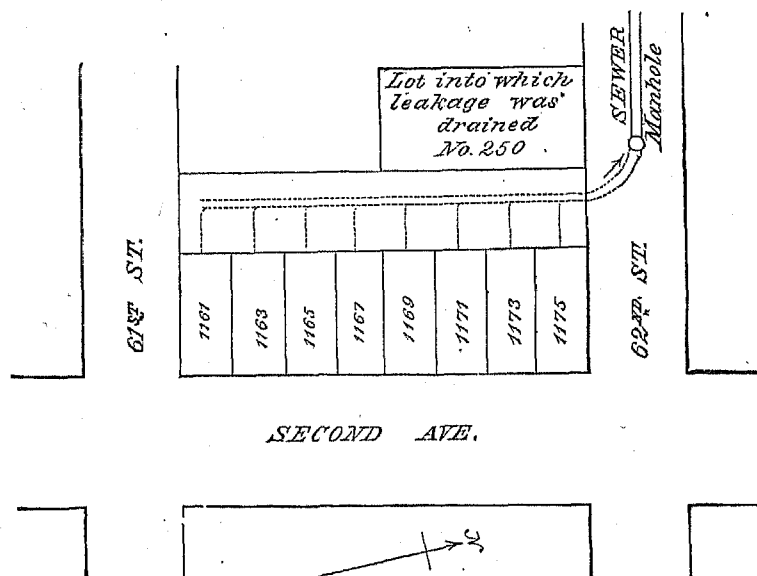 Lot into which
leakage was
drained
No. 250
SEWER
Manhole
61ST ST.
1161
1163
1165
1167
1169
1171
1173
1175
62ND. ST.
SECOND AVE.
N